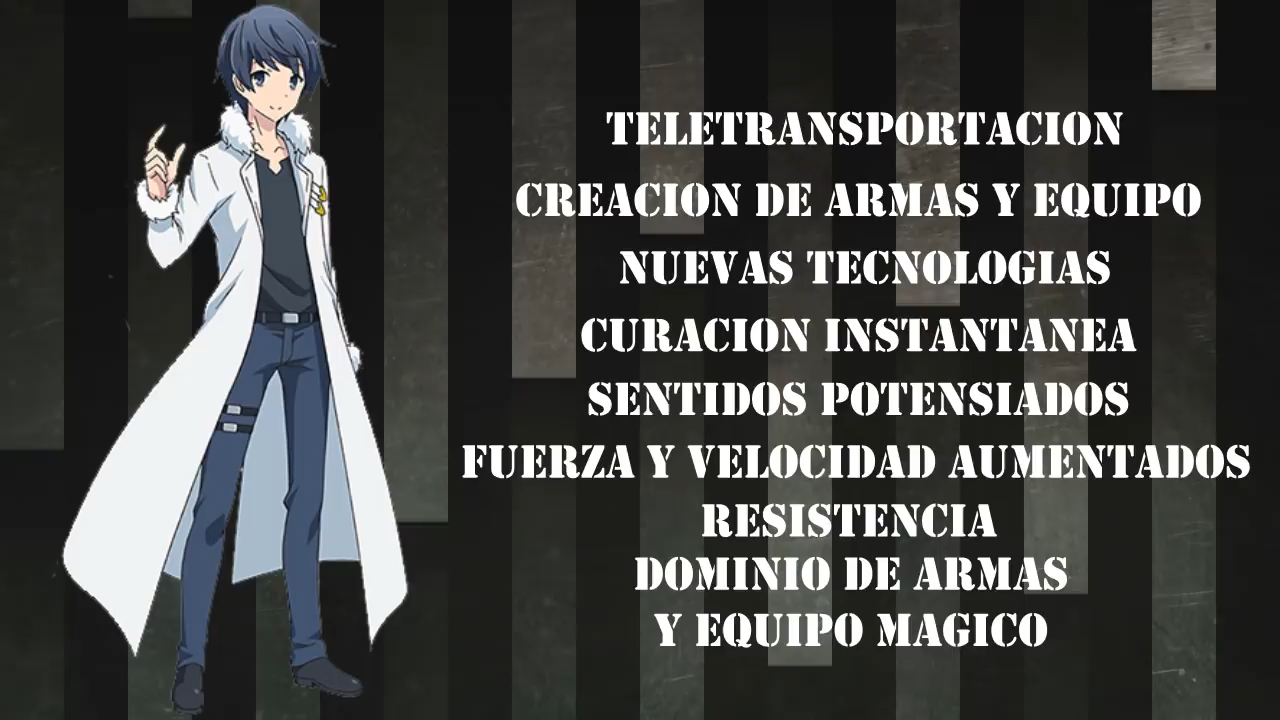 TELETRANSPORTACION
CREACION DE ARMAS Y EQUIPO
NUEVAS TECNOLOGIAS
CURACION INSTANTANEA
SENTIDOS POTENSIADOS
FUERZA Y VELOCIDAD AUMENTADOS
RESISTENCIA
DOMINIO DE ARMAS
Y EQUIPO MAGICO